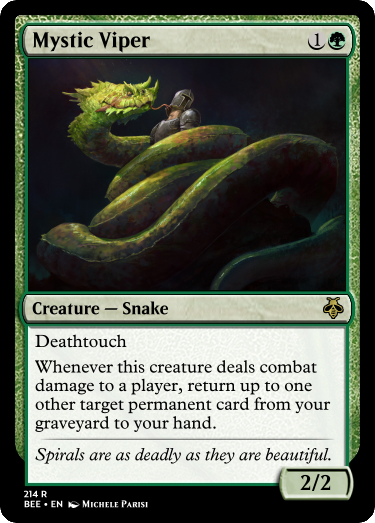 Mystic Viper 1
Creature — Snake
Deathtouch
Whenever this creature deals combat
damage to a player, return up to one
other target permanent card from your
graveyard to your hand.
Spirals are as deadly as they are beautiful.
2/2
214 R
BEE • EN Michele Parisi